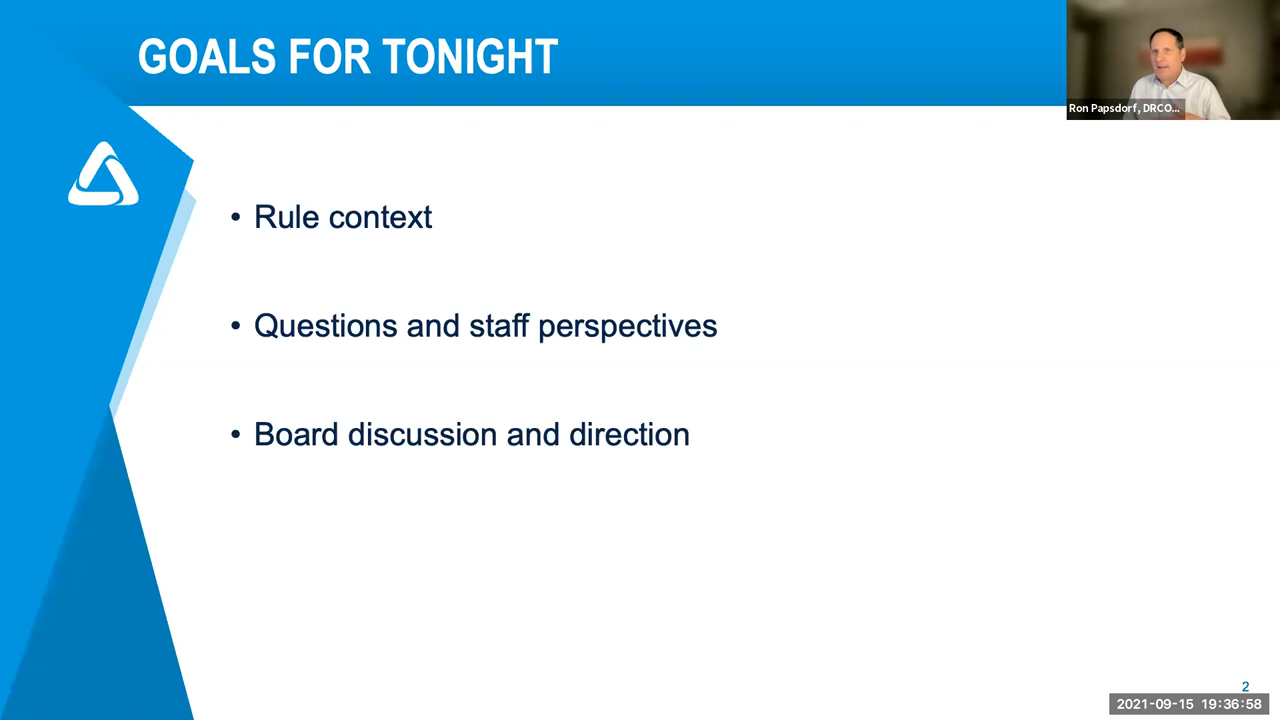 GOALS FOR TONIGHT
Ron Papsdorf, DRCO...
• Rule context
• Questions and staff perspectives
• Board discussion and direction
2
2021-09-15 19:36:58